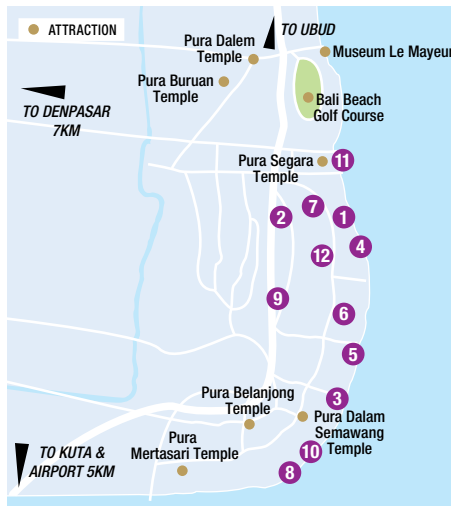 ATTRACTION
TO UBUD
Pura Dalem
Temple
Museum Le Mayeur
Pura Buruan
Temple
TO DENPASAR
7KM
Bali Beach
Golf Course
Pura Segara
Temple
11
7
2
1
4
12
9
6
5
3
Pura Belanjong
Temple
Pura Dalam
Semawang
Temple
Pura
Mertasari Temple
TO KUTA &
AIRPORT 5KM
10
8